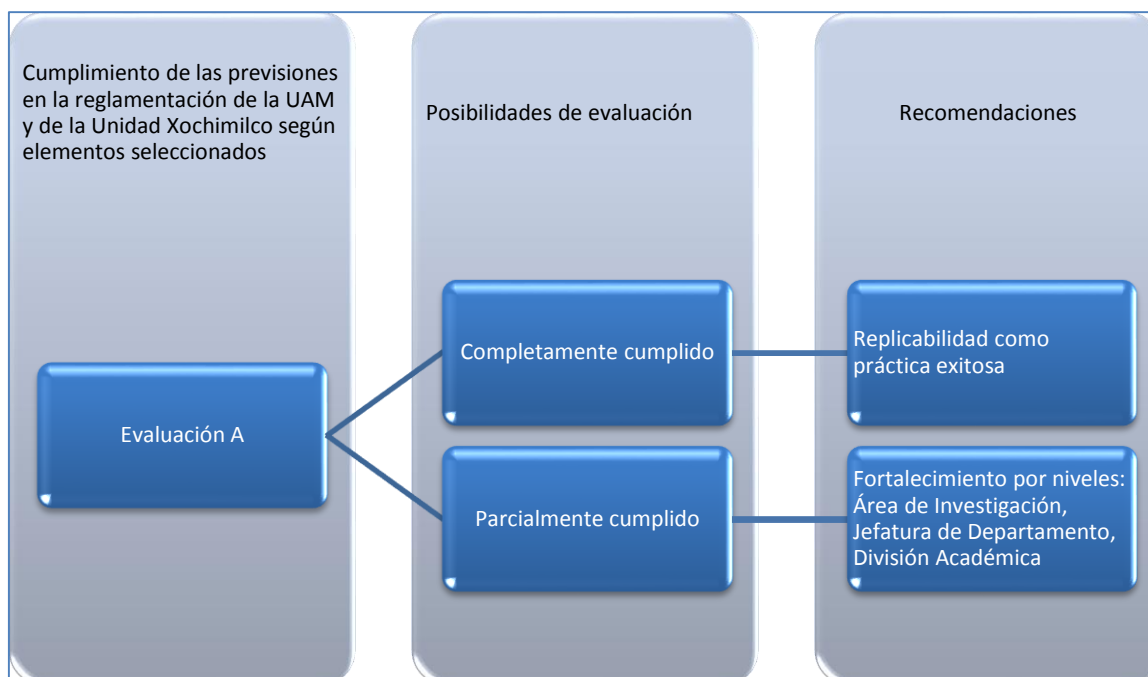 Cumplimiento de las previsiones
en la reglamentación de la UAM
y de la Unidad Xochimilco según
elementos seleccionados
Posibilidades de evaluación
Recomendaciones
Evaluación A
Completamente cumplido
Replicabilidad como
práctica exitosa
Parcialmente cumplido
Fortalecimiento por niveles:
Área de Investigación,
Jefatura de Departamento,
División Académica